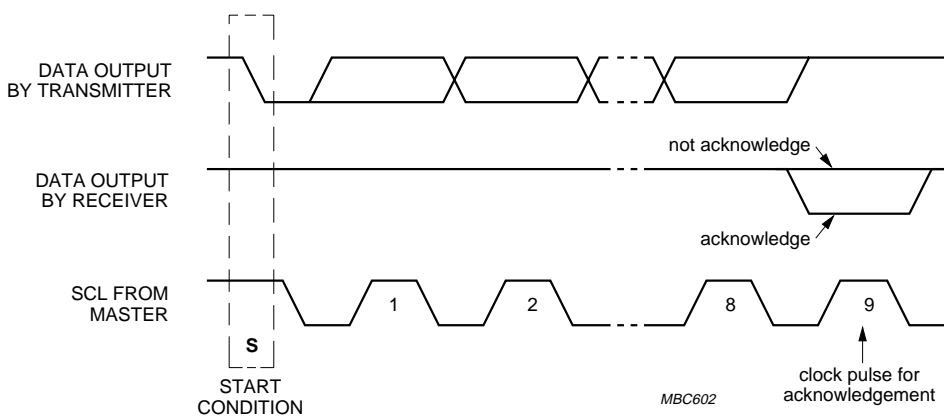 DATA OUTPUT
BY TRANSMITTER
not acknowledge
DATA OUTPUT
BY RECEIVER
acknowledge
SCL FROM
MASTER
1
2
8
9
S
START
CONDITION
MBC602
clock pulse for
acknowledgement